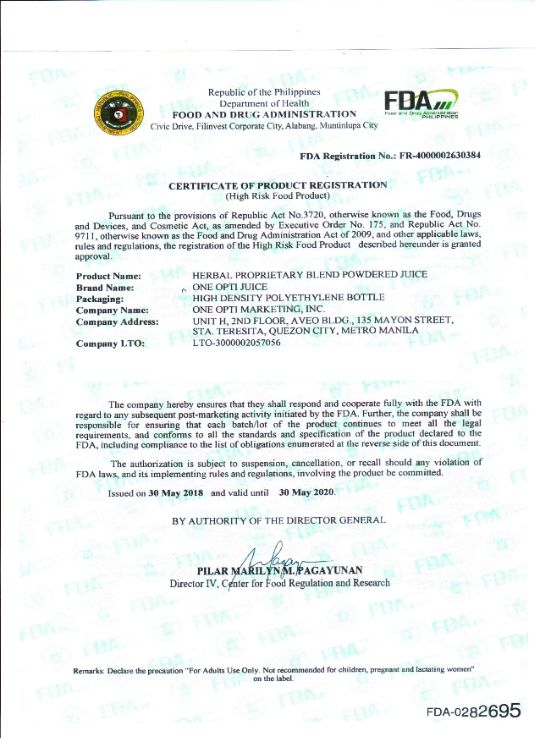 Republic of the Philippines
Department of Health
FOOD AND DRUG ADMINISTRATION
Civic Drive, Filinvest Corporate City, Alabang, Muntinlupa City
FDA
Food and Drug Administration
PHILIPPINES
FDA Registration No.: FR-4000002630384
CERTIFICATE OF PRODUCT REGISTRATION
(High Risk Food Product)
Pursuant to the provisions of Republic Act No.3720, otherwise known as the Food, Drugs
and Devices, and Cosmetic Act, as amended by Executive Order No. 175, and Republic Act No.
9711, otherwise known as the Food and Drug Administration Act of 2009, and other applicable laws,
rules and regulations, the registration of the High Risk Food Product described hereunder is granted
approval.
Product Name: HERBAL PROPRIETARY BLEND POWDERED JUICE
Brand Name: ONE OPTI JUICE
Packaging: HIGH DENSITY POLYETHYLENE BOTTLE
Company Name: ONE OPTI MARKETING, INC.
Company Address: UNIT H, 2ND FLOOR, AVEO BLDG., 135 MAYON STREET,
STA. TERESITA, QUEZON CITY, METRO MANILA
Company LTO: LTO-3000002057056
The company hereby ensures that they shall respond and cooperate fully with the FDA with
regard to any subsequent post-marketing activity initiated by the FDA. Further, the company shall be
responsible for ensuring that each batch/lot of the product continues to meet all the legal
requirements, and conforms to all the standards and specification of the product declared to the
FDA, including compliance to the list of obligations enumerated at the reverse side of this document.
The authorization is subject to suspension, cancellation, or recall should any violation of
FDA laws, and its implementing rules and regulations, involving the product be committed.
Issued on 30 May 2018 and valid until 30 May 2020.
BY AUTHORITY OF THE DIRECTOR GENERAL
PILAR MARILYN M. PAGAYUNAN
Director IV, Center for Food Regulation and Research
Remarks: Declare the precaution "For Adults Use Only. Not recommended for children, pregnant and lactating women"
on the label.
FDA-0282695